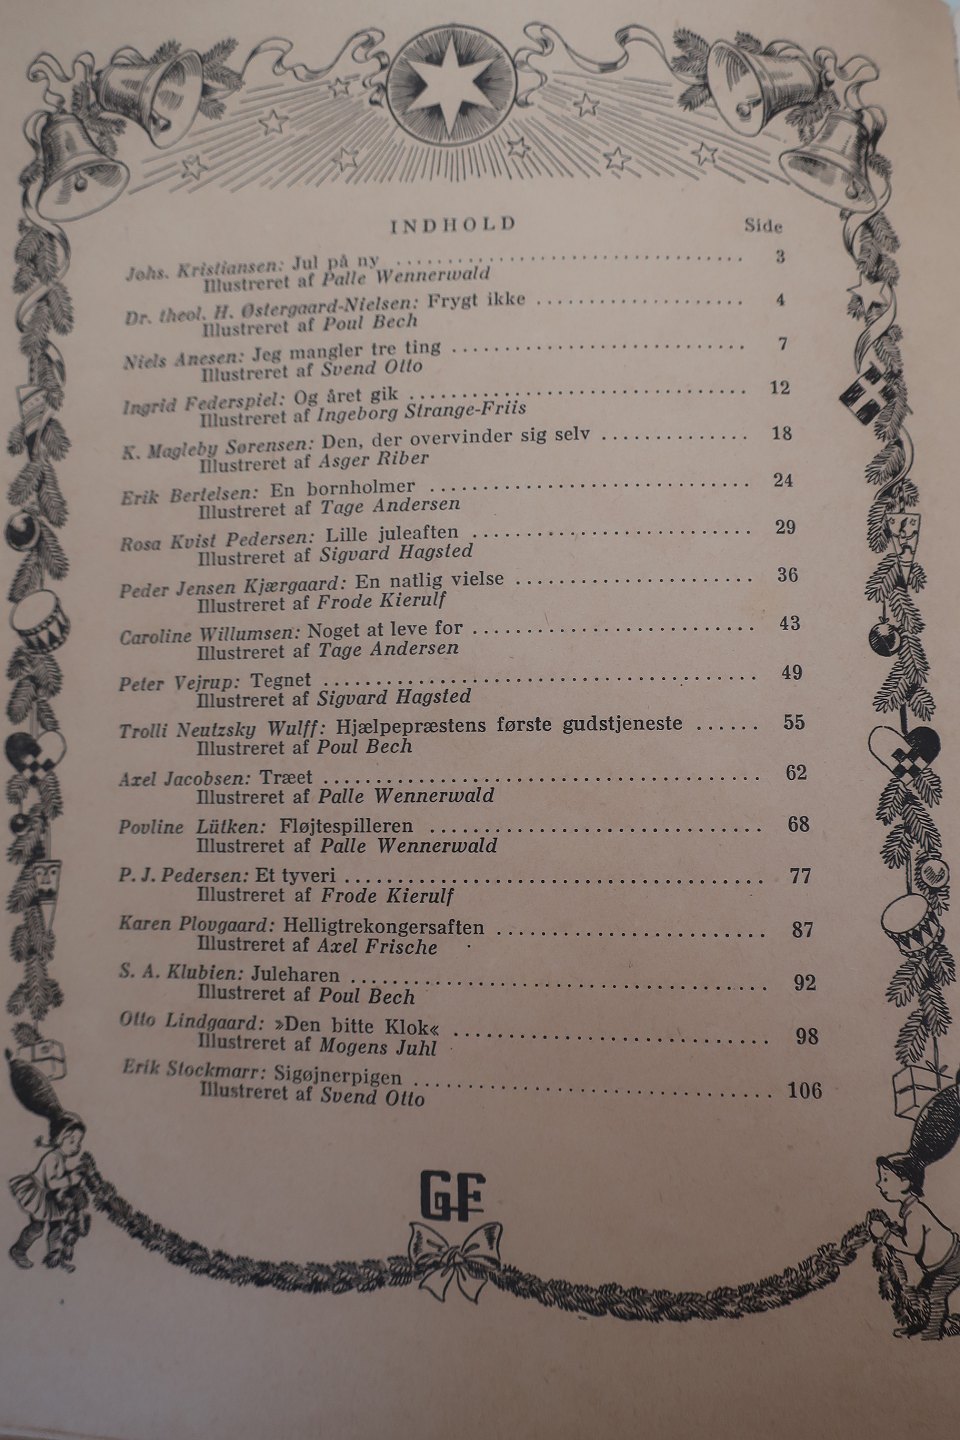 INDHOLD
Side
Johs. Kristiansen: Jul på ny ........ 3
Illustreret af Palle Wennerwald
Dr. theol. H. Østergaard-Nielsen: Frygt ikke ........ 4
Illustreret af Poul Bech
Niels Anesen: Jeg mangler tre ting ........ 7
Illustreret af Svend Otto
Ingrid Federspiel: Og året gik ........ 12
Illustreret af Ingeborg Strange-Friis
K. Magleby Sørensen: Den, der overvinder sig selv ........ 18
Illustreret af Asger Riber
Erik Bertelsen: En bornholmer ........ 24
Illustreret af Tage Andersen
Rosa Kvist Pedersen: Lille juleaften ........ 29
Illustreret af Sigvard Hagsted
Peder Jensen Kjærgaard: En natlig vielse ........ 36
Illustreret af Frode Kierulf
Caroline Willumsen: Noget at leve for ........ 43
Illustreret af Tage Andersen
Peter Vejrup: Tegnet ........ 49
Illustreret af Sigvard Hagsted
Trolli Neutzsky Wulff: Hjælpepræstens første gudstjeneste ...... 55
Illustreret af Poul Bech
Axel Jacobsen: Træet ........ 62
Illustreret af Palle Wennerwald
Povline Lütken: Fløjtespilleren ........ 68
Illustreret af Palle Wennerwald
P. J. Pedersen: Et tyveri ........ 77
Illustreret af Frode Kierulf
Karen Plovgaard: Helligtrekongersaften ........ 87
Illustreret af Axel Frische
S. A. Klubien: Juleharen ........ 92
Illustreret af Poul Bech
Otto Lindgaard: »Den bitte Klok« ........ 98
Illustreret af Mogens Juhl
Erik Stockmarr: Sigøjnerpigen ........ 106
Illustreret af Svend Otto